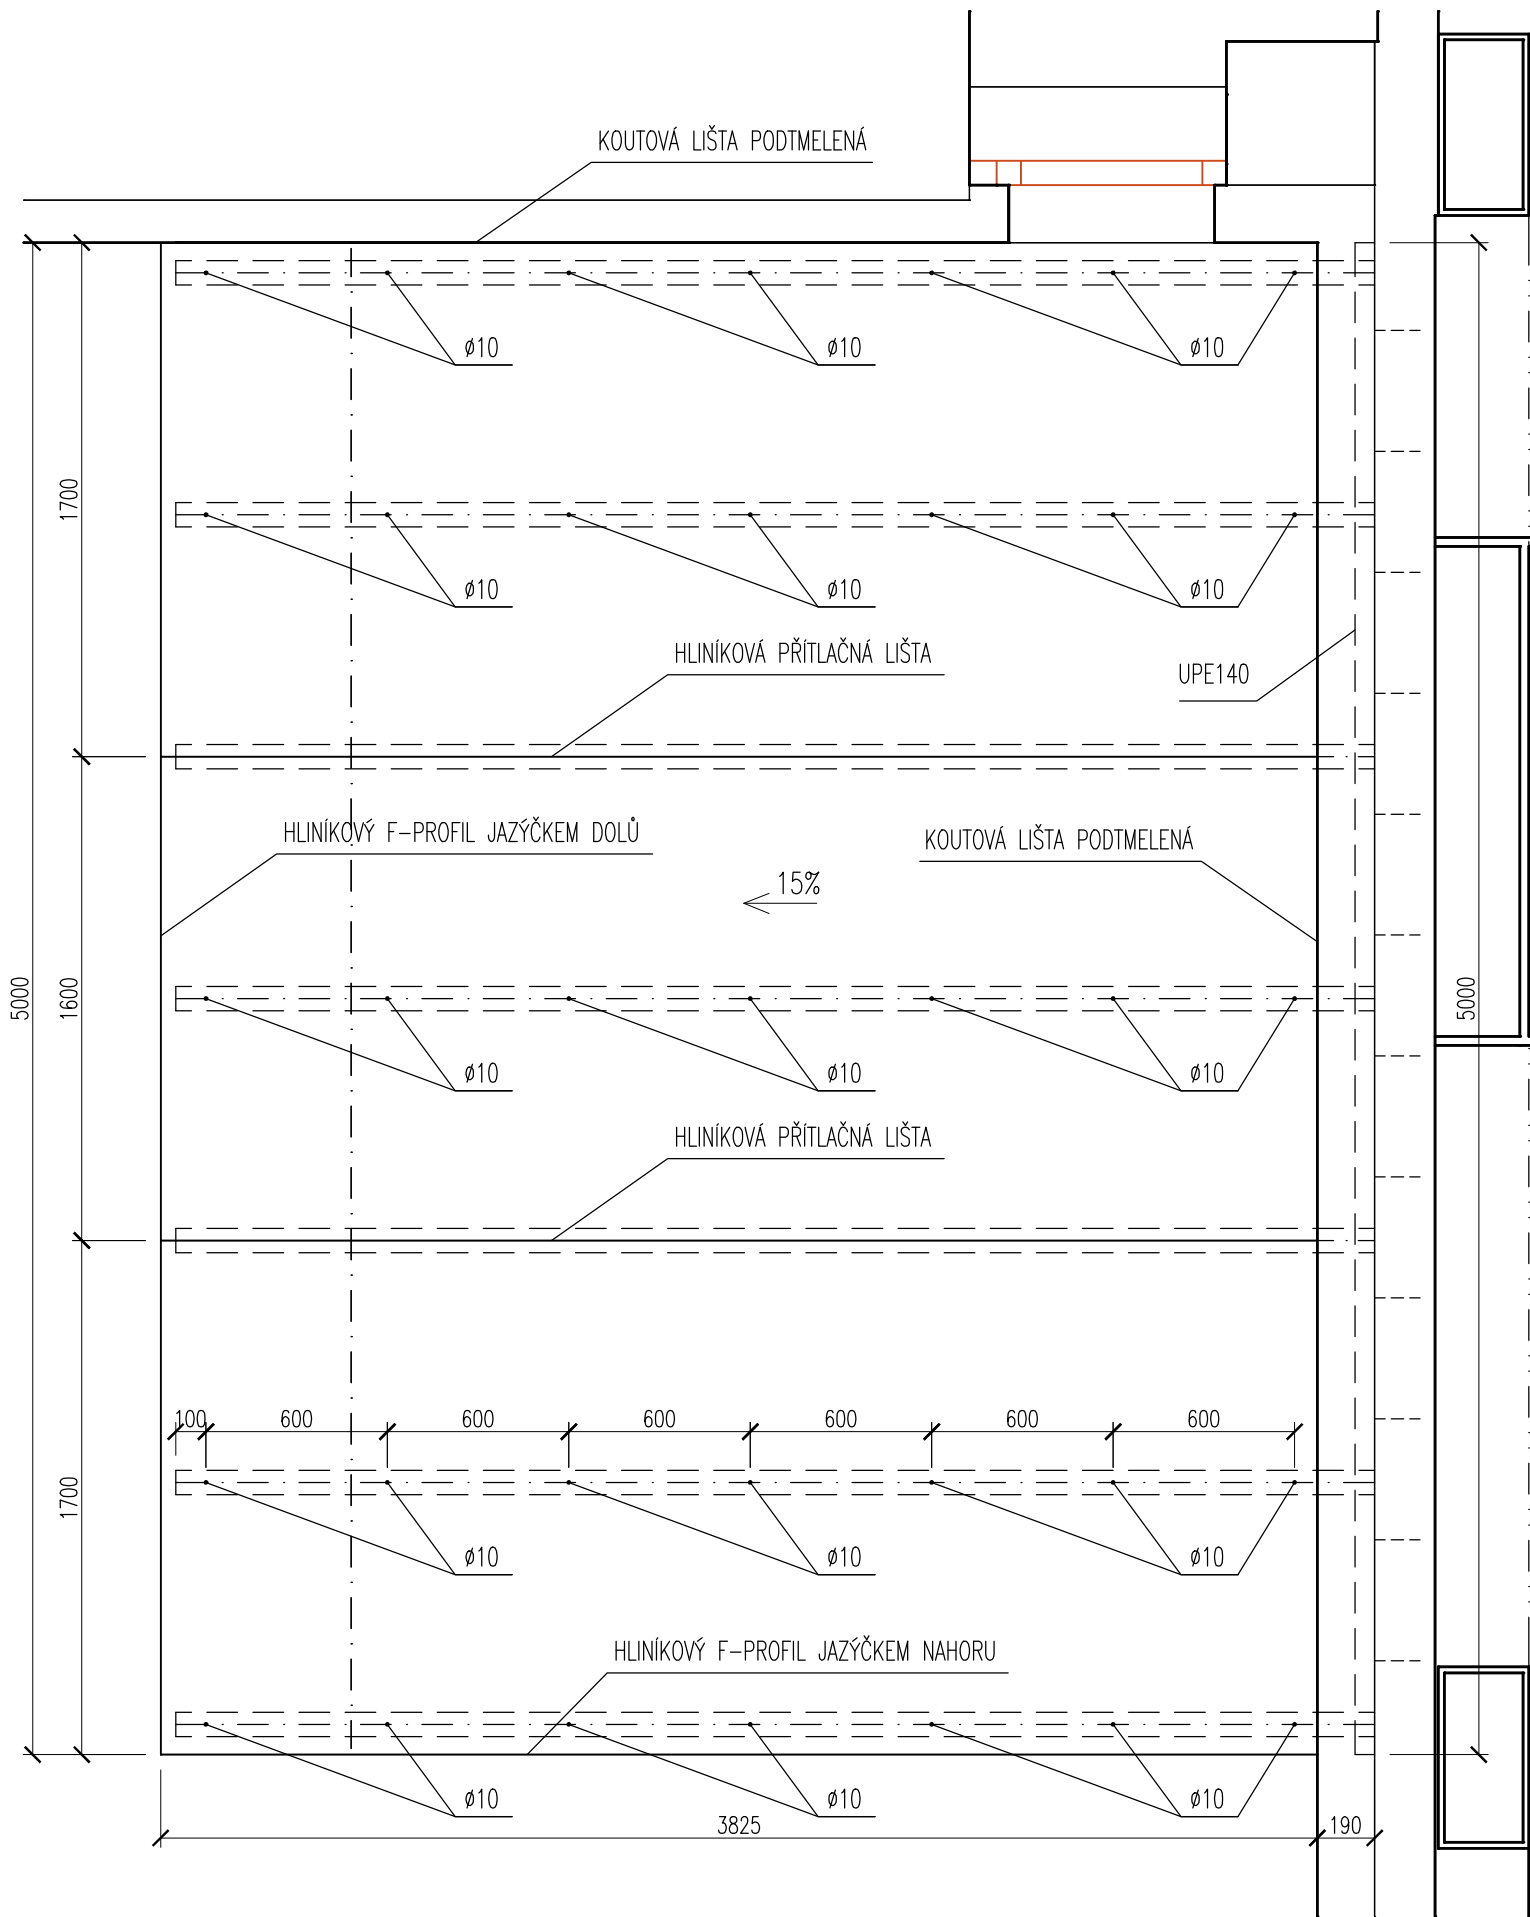 KOUTOVÁ LIŠTA PODTMELENÁ
ø10 ø10 ø10
1700
ø10 ø10 ø10
HLINÍKOVÁ PŘÍTLAČNÁ LIŠTA
UPE140
HLINÍKOVÝ F-PROFIL JAZÝČKEM DOLŮ
KOUTOVÁ LIŠTA PODTMELENÁ
15%
5000
1600
5000
ø10 ø10 ø10
HLINÍKOVÁ PŘÍTLAČNÁ LIŠTA
100 600 600 600 600 600 600
1700
ø10 ø10 ø10
HLINÍKOVÝ F-PROFIL JAZÝČKEM NAHORU
ø10 ø10 ø10
3825
190